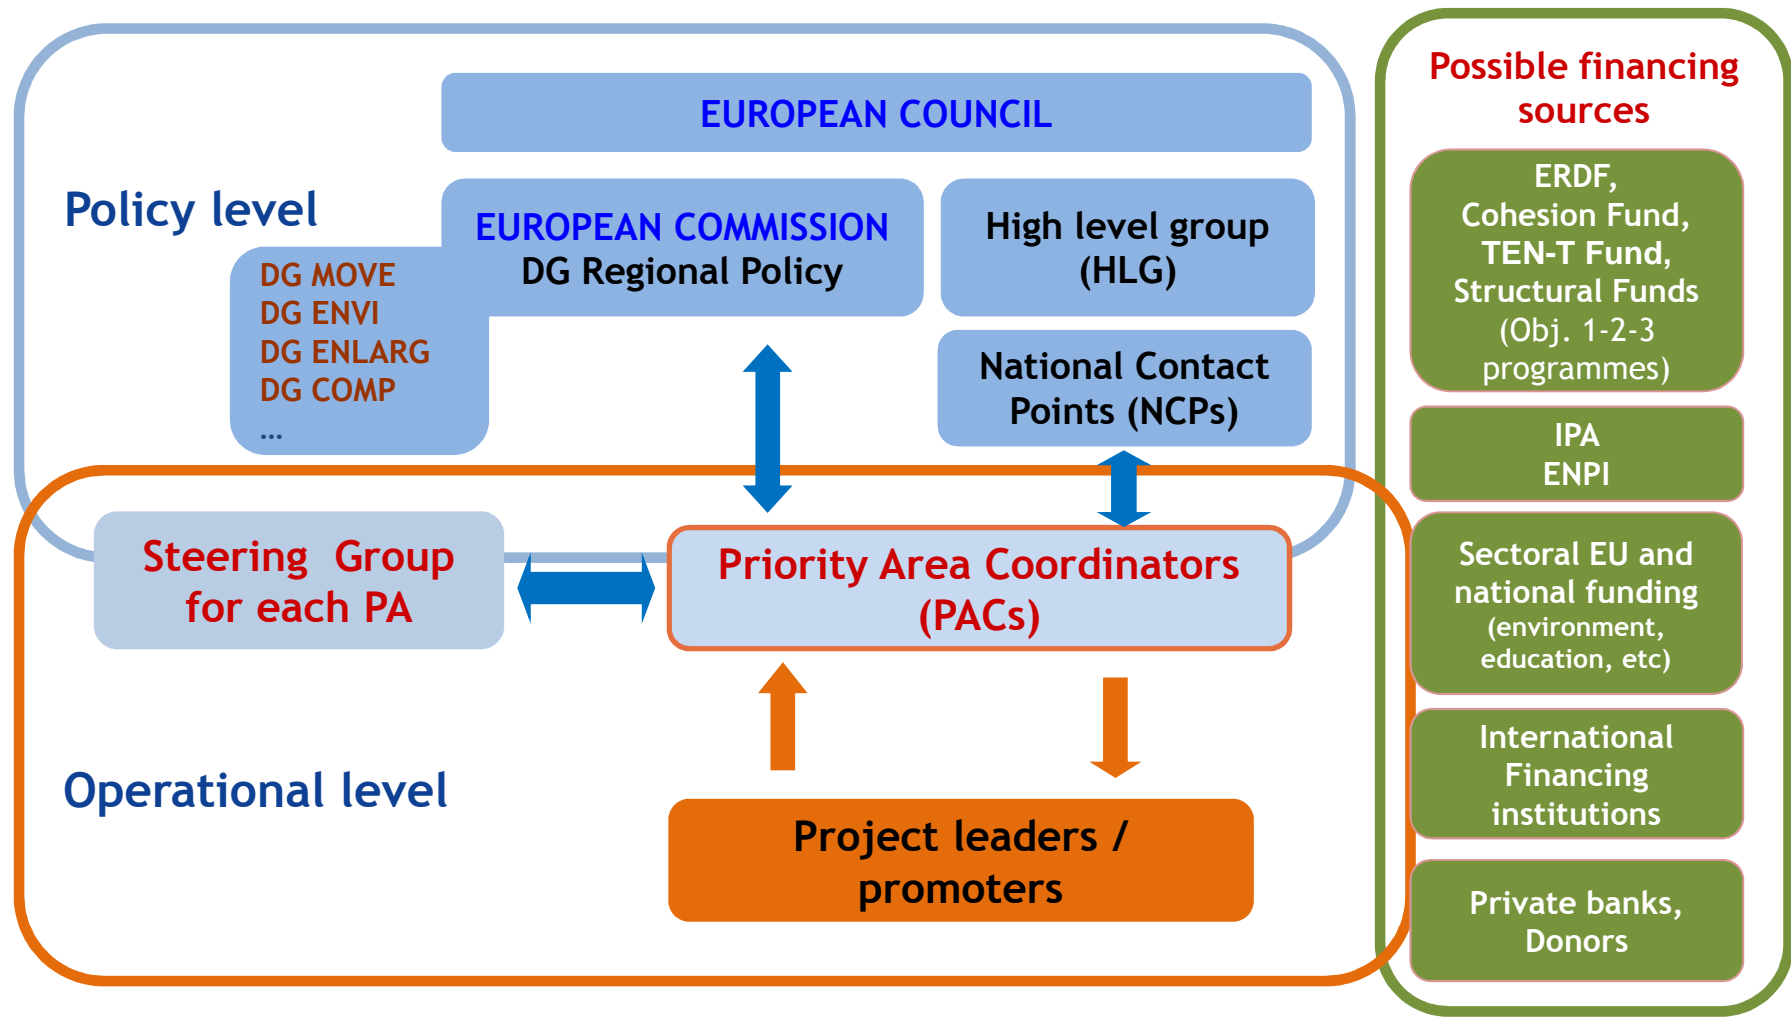 EUROPEAN COUNCIL
Policy level
EUROPEAN COMMISSION
DG Regional Policy
High level group
(HLG)
DG MOVE
DG ENVI
DG ENLARG
DG COMP
…
National Contact
Points (NCPs)
Steering  Group
for each PA
Priority Area Coordinators
(PACs)
Operational level
Project leaders /
promoters
Possible financing
sources
ERDF,
Cohesion Fund,
TEN-T Fund,
Structural Funds
(Obj. 1-2-3
programmes)
IPA
ENPI
Sectoral EU and
national funding
(environment,
education, etc)
International
Financing
institutions
Private banks,
Donors